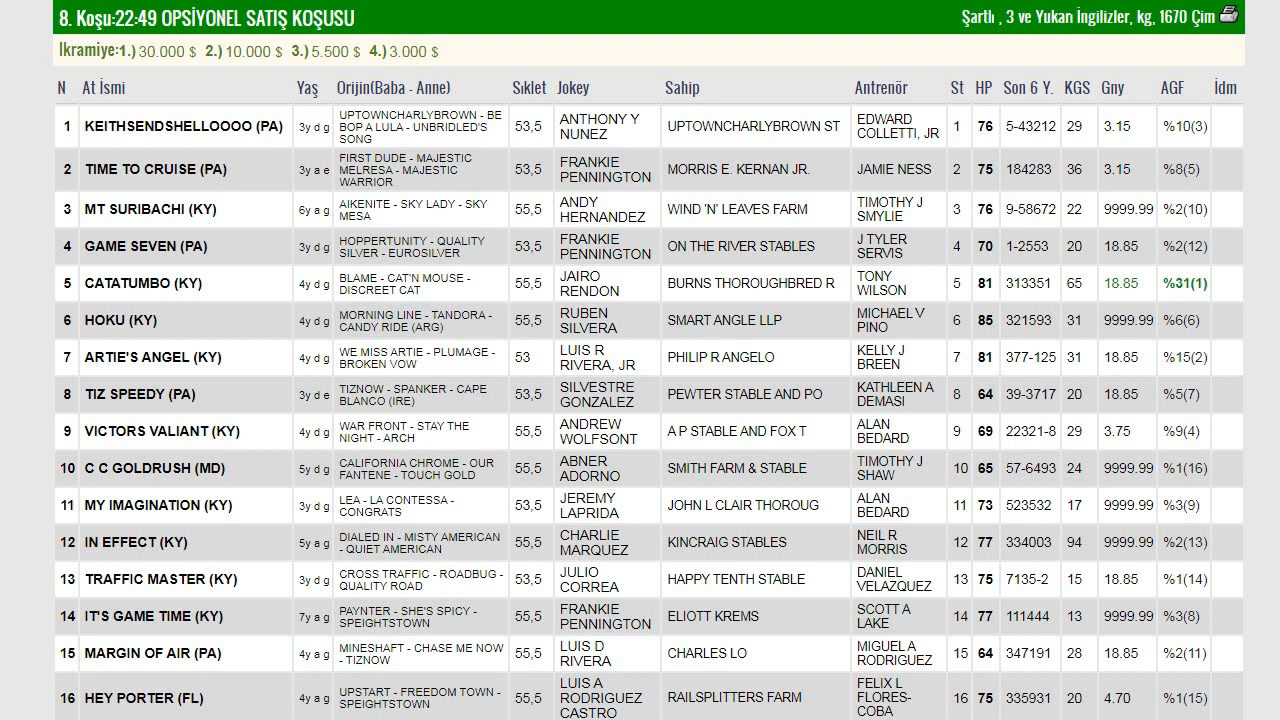 8. Koşu:22:49 OPSİYONEL SATIŞ KOŞUSU Şartlı , 3 ve Yukarı İngilizler, kg, 1670 Çim
İkramiye:1.) 30.000 $ 2.) 10.000 $ 3.) 5.500 $ 4.) 3.000 $
N At İsmi Yaş Orijin(Baba - Anne) Sıklet Jokey Sahip Antrenör St HP Son 6 Y. KGS Gny AGF İdm
1 KEITHSENDSHELLOOOO (PA) 3y d g UPTOWNCHARLYBROWN - BE BOP A LULA - UNBRIDLED'S SONG 53,5 ANTHONY Y NUNEZ UPTOWNCHARLYBROWN ST EDWARD COLLETTI, JR 1 76 5-43212 29 3.15 %10(3)
2 TIME TO CRUISE (PA) 3y a e FIRST DUDE - MAJESTIC MELRESA - MAJESTIC WARRIOR 53,5 FRANKIE PENNINGTON MORRIS E. KERNAN JR. JAMIE NESS 2 75 184283 36 3.15 %8(5)
3 MT SURIBACHI (KY) 6y a g AIKENITE - SKY LADY - SKY MESA 55,5 ANDY HERNANDEZ WIND 'N' LEAVES FARM TIMOTHY J SMYLIE 3 76 9-58672 22 9999.99 %2(10)
4 GAME SEVEN (PA) 3y d g HOPPERTUNITY - QUALITY SILVER - EUROSILVER 53,5 FRANKIE PENNINGTON ON THE RIVER STABLES J TYLER SERVIS 4 70 1-2553 20 18.85 %2(12)
5 CATATUMBO (KY) 4y d g BLAME - CAT'N MOUSE - DISCREET CAT 55,5 JAIRO RENDON BURNS THOROUGHBRED R TONY WILSON 5 81 313351 65 18.85 %31(1)
6 HOKU (KY) 4y d g MORNING LINE - TANDORA - CANDY RIDE (ARG) 55,5 RUBEN SILVERA SMART ANGLE LLP MICHAEL V PINO 6 85 321593 31 9999.99 %6(6)
7 ARTIE'S ANGEL (KY) 4y d g WE MISS ARTIE - PLUMAGE - BROKEN VOW 53 LUIS R RIVERA, JR PHILIP R ANGELO KELLY J BREEN 7 81 377-125 31 18.85 %15(2)
8 TIZ SPEEDY (PA) 3y d e TIZNOW - SPANKER - CAPE BLANCO (IRE) 53,5 SILVESTRE GONZALEZ PEWTER STABLE AND PO KATHLEEN A DEMASI 8 64 39-3717 20 18.85 %5(7)
9 VICTORS VALIANT (KY) 4y d g WAR FRONT - STAY THE NIGHT - ARCH 55,5 ANDREW WOLFSONT A P STABLE AND FOX T ALAN BEDARD 9 69 22321-8 29 3.75 %9(4)
10 C C GOLDRUSH (MD) 5y d g CALIFORNIA CHROME - OUR FANTENE - TOUCH GOLD 55,5 ABNER ADORNO SMITH FARM & STABLE TIMOTHY J SHAW 10 65 57-6493 24 9999.99 %1(16)
11 MY IMAGINATION (KY) 3y d g LEA - LA CONTESSA - CONGRATS 53,5 JEREMY LAPRIDA JOHN L CLAIR THOROUG ALAN BEDARD 11 73 523532 17 9999.99 %3(9)
12 IN EFFECT (KY) 5y a g DIALED IN - MISTY AMERICAN - QUIET AMERICAN 55,5 CHARLIE MARQUEZ KINCRAIG STABLES NEIL R MORRIS 12 77 334003 94 9999.99 %2(13)
13 TRAFFIC MASTER (KY) 3y d g CROSS TRAFFIC - ROADBUG - QUALITY ROAD 53,5 JULIO CORREA HAPPY TENTH STABLE DANIEL VELAZQUEZ 13 75 7135-2 15 18.85 %1(14)
14 IT'S GAME TIME (KY) 7y a g PAYNTER - SHE'S SPICY - SPEIGHTSTOWN 55,5 FRANKIE PENNINGTON ELIOTT KREMS SCOTT A LAKE 14 77 111444 13 9999.99 %3(8)
15 MARGIN OF AIR (PA) 4y a g MINESHAFT - CHASE ME NOW - TIZNOW 55,5 LUIS D RIVERA CHARLES LO MIGUEL A RODRIGUEZ 15 64 347191 28 18.85 %2(11)
16 HEY PORTER (FL) 4y a g UPSTART - FREEDOM TOWN - SPEIGHTSTOWN 55,5 LUIS A RODRIGUEZ CASTRO RAILSPLITTERS FARM FELIX L FLORES-COBA 16 75 335931 20 4.70 %1(15)